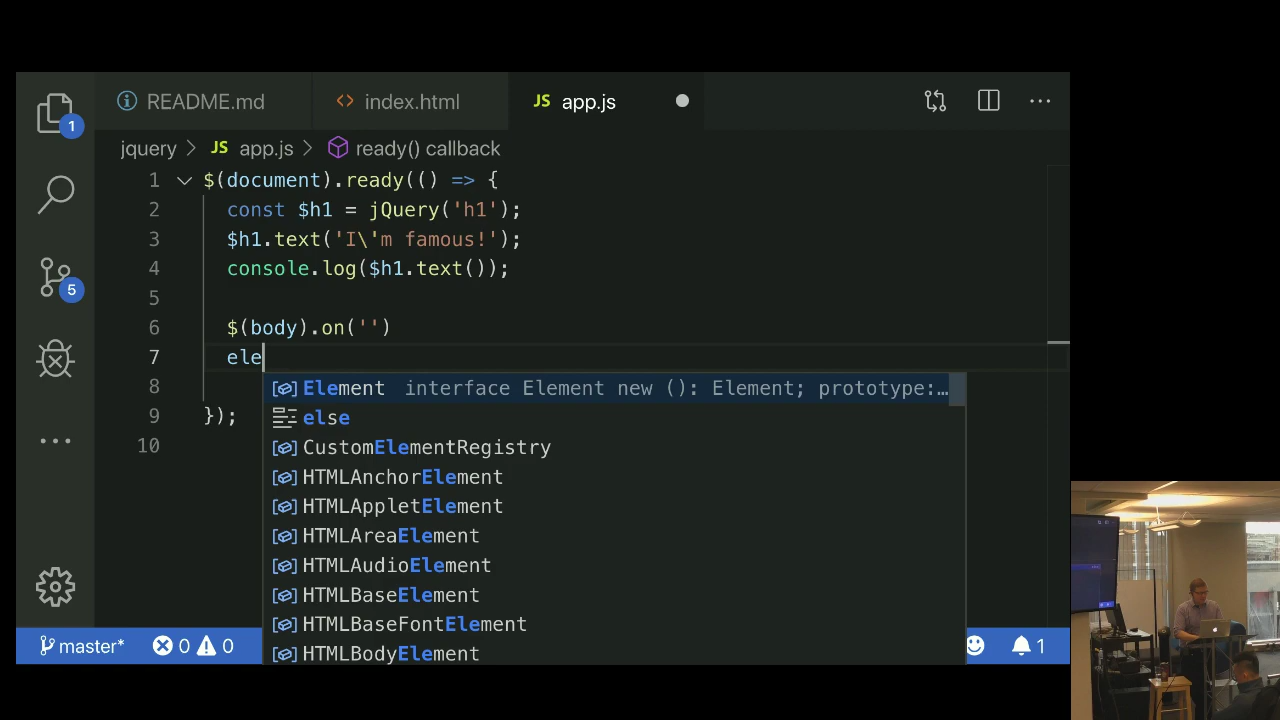 README.md
index.html
JS app.js
1
jquery > JS app.js > ready() callback
1 $(document).ready(() => {
2 const $h1 = jQuery('h1');
3 $h1.text('I\'m famous!');
4 console.log($h1.text());
5
6 $(body).on('')
7 ele
8
9 });
10
5
Element interface Element new (): Element; prototype:…
else
CustomElementRegistry
HTMLAnchorElement
HTMLAppletElement
HTMLAreaElement
HTMLAudioElement
HTMLBaseElement
HTMLBaseFontElement
HTMLBodyElement
master* 0 0 1